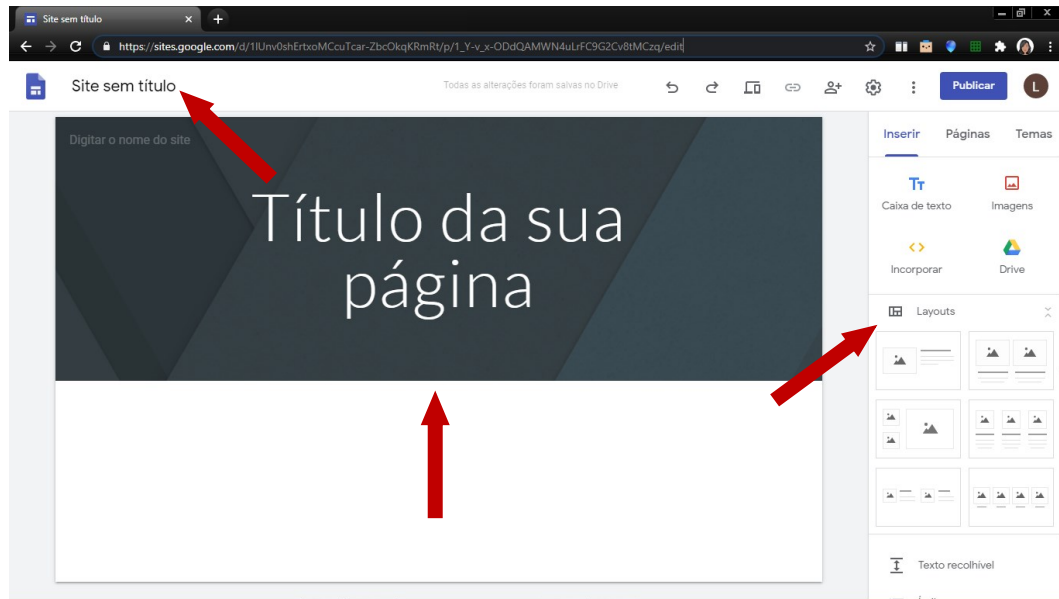 Site sem título
https://sites.google.com/d/1lUnv0shErtxoMCcuTcar-ZbcOkqKRmRt/p/1_Y-v_x-ODdQAMWN4uLrFC9G2Cv8tMCzq/edit
Site sem título
Todas as alterações foram salvas no Drive
Publicar
L
Digitar o nome do site
Título da sua
página
Inserir Páginas Temas
Caixa de texto Imagens
Incorporar Drive
Layouts
Texto recolhível